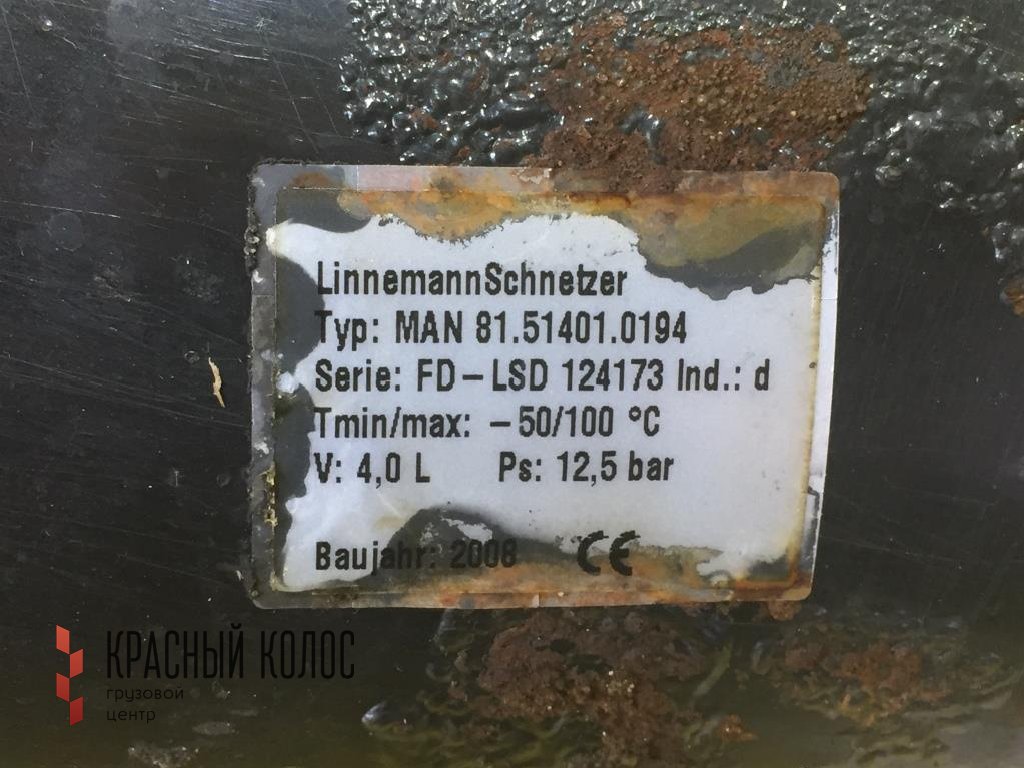 LinnemannSchnetzer
Typ: MAN 81.51401.0194
Serie: FD-LSD 124173 Ind.: d
Tmin/max: -50/100 °C
V: 4,0 L Ps: 12,5 bar
Baujahr: 2008 CE
КРАСНЫЙ КОЛОС
грузовой
центр